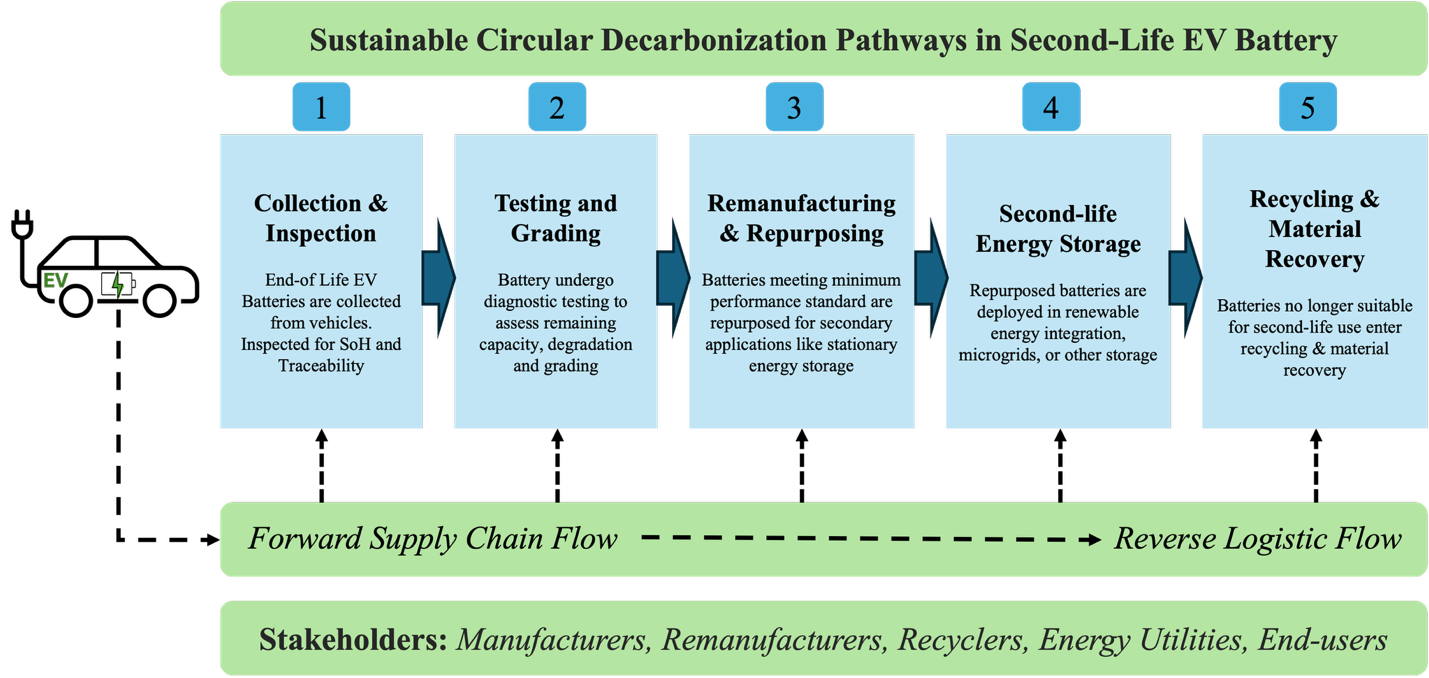 Sustainable Circular Decarbonization Pathways in Second-Life EV Battery
1
2
3
4
5
Collection &
Inspection
End-of Life EV
Batteries are collected
from vehicles.
Inspected for SoH and
Traceability
Testing and
Grading
Battery undergo
diagnostic testing to
assess remaining
capacity, degradation
and grading
Remanufacturing
& Repurposing
Batteries meeting minimum
performance standard are
repurposed for secondary
applications like stationary
energy storage
Second-life
Energy Storage
Repurposed batteries are
deployed in renewable
energy integration,
microgrids, or other storage
Recycling &
Material
Recovery
Batteries no longer suitable
for second-life use enter
recycling & material
recovery
EV
Forward Supply Chain Flow
Reverse Logistic Flow
Stakeholders: Manufacturers, Remanufacturers, Recyclers, Energy Utilities, End-users